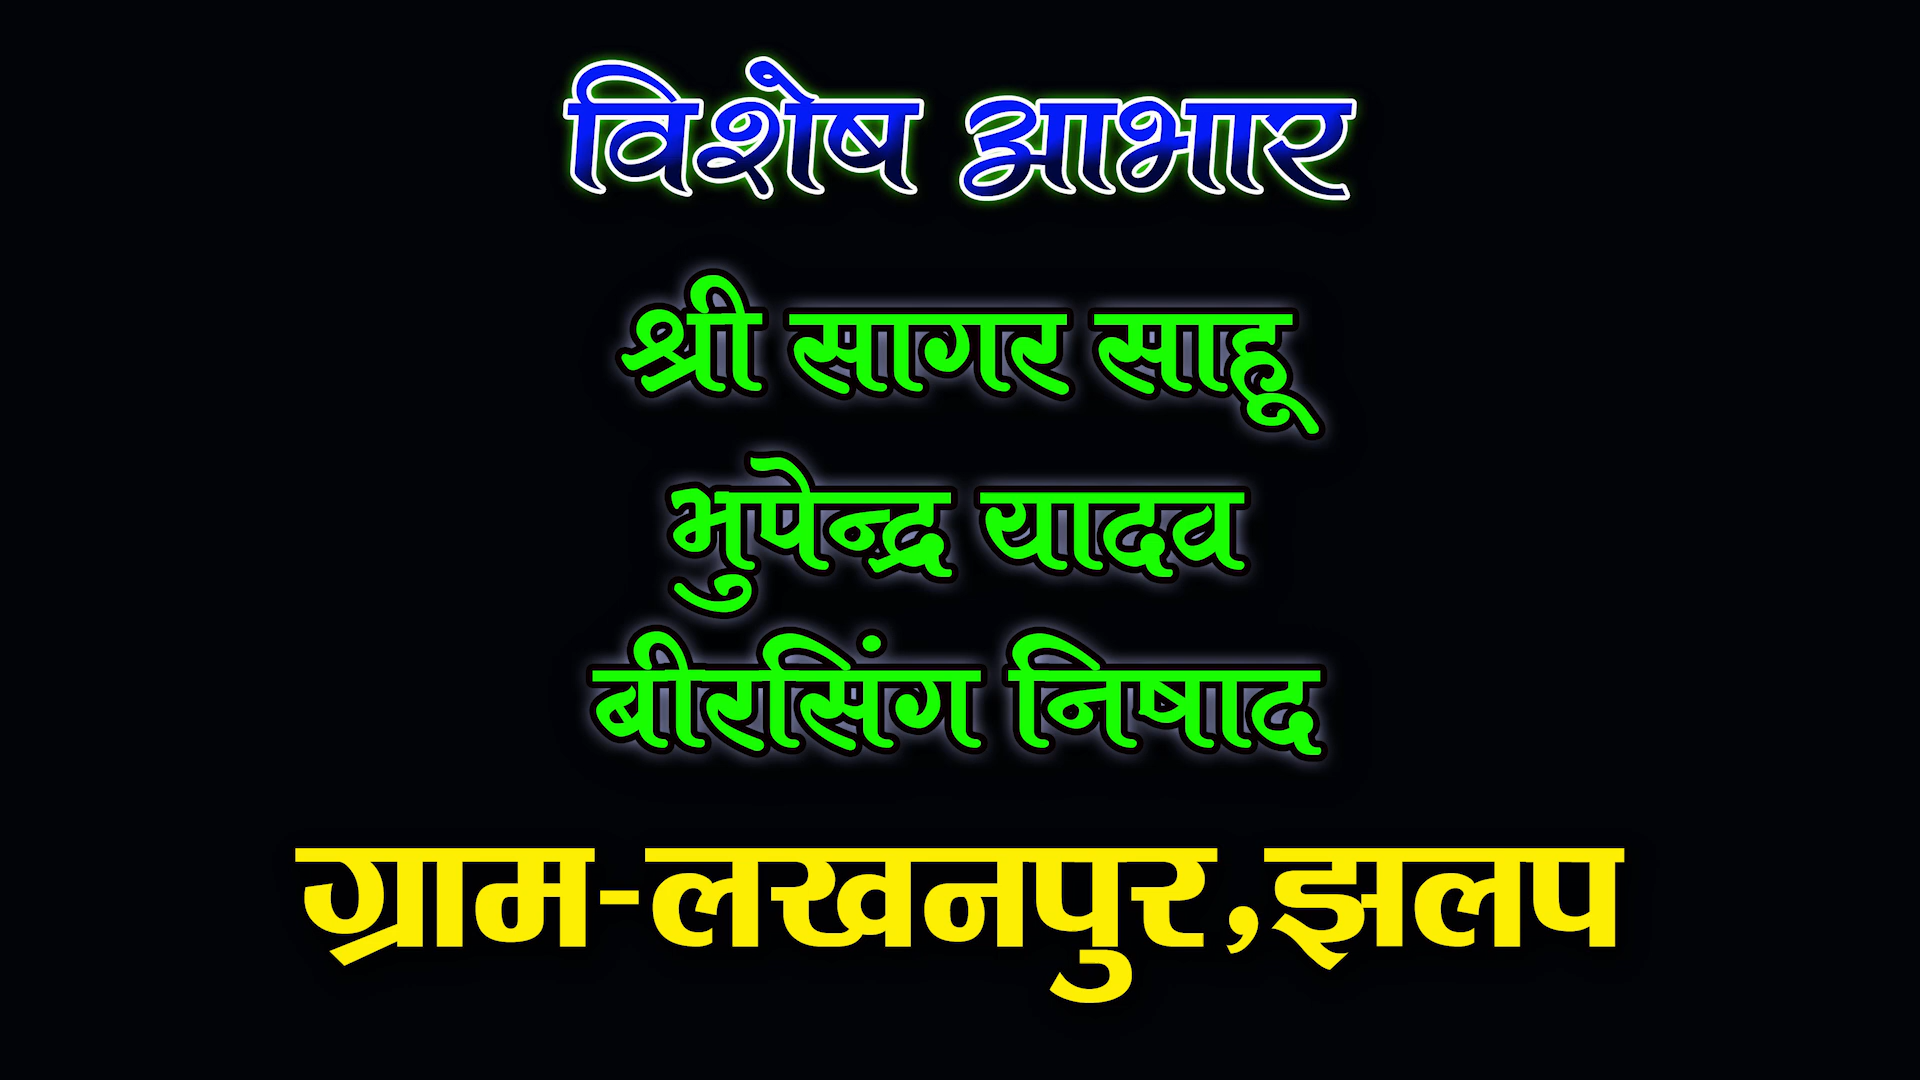 विशेष आभार
श्री सागर साहू
भुपेन्द्र यादव
बीरसिंग निषाद
ग्राम-लखनपुर,झलप